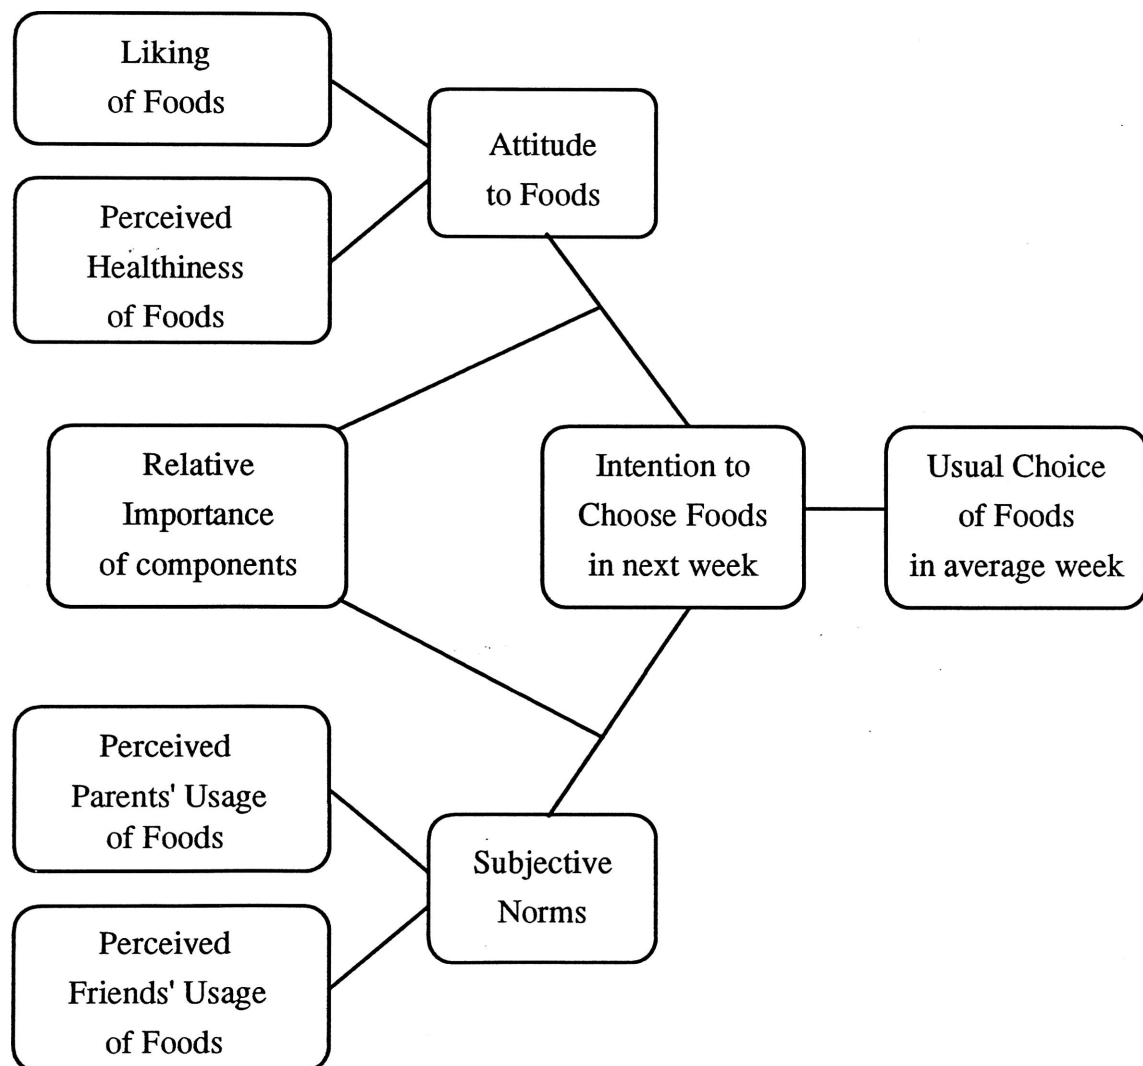 Liking
of Foods
Attitude
to Foods
Perceived
Healthiness
of Foods
Relative
Importance
of components
Intention to
Choose Foods
in next week
Usual Choice
of Foods
in average week
Perceived
Parents' Usage
of Foods
Subjective
Norms
Perceived
Friends' Usage
of Foods